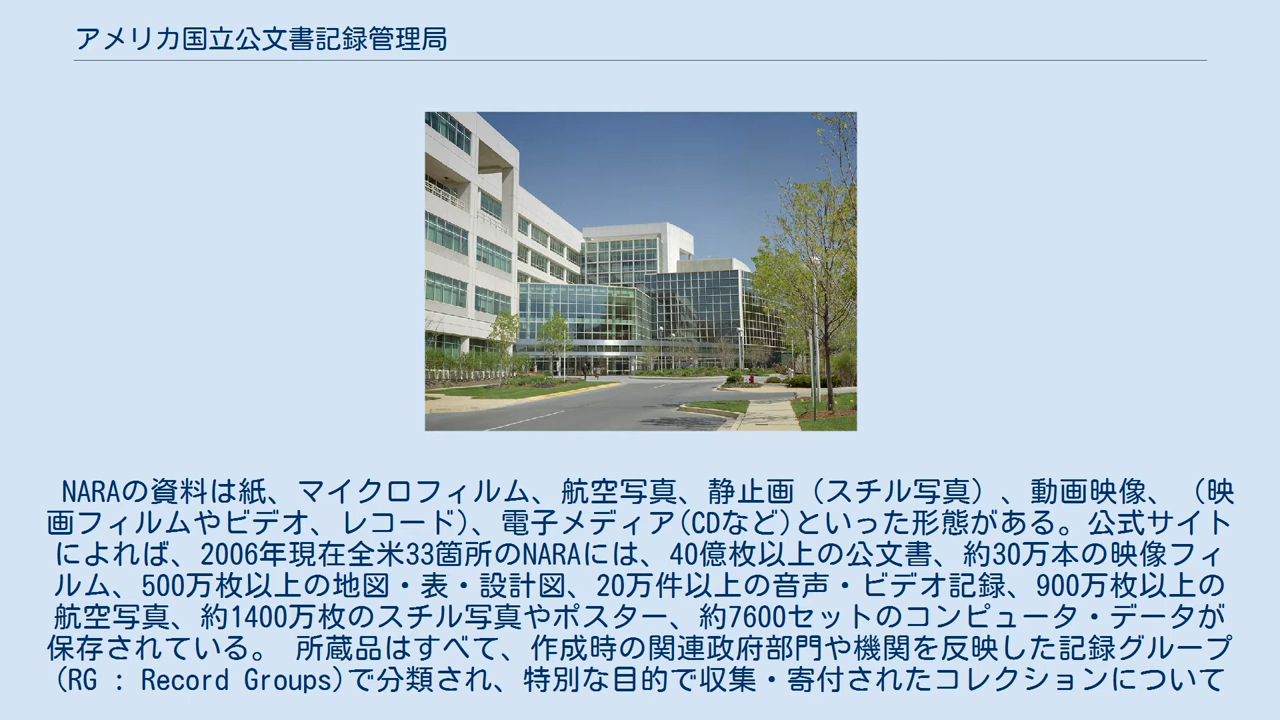 アメリカ国立公文書記録管理局
NARAの資料は紙、マイクロフィルム、航空写真、静止画（スチル写真）、動画映像、（映
画フィルムやビデオ、レコード)、電子メディア(CDなど)といった形態がある。公式サイト
によれば、2006年現在全米33箇所のNARAには、40億枚以上の公文書、約30万本の映像フィ
ルム、500万枚以上の地図・表・設計図、20万件以上の音声・ビデオ記録、900万枚以上の
航空写真、約1400万枚のスチル写真やポスター、約7600セットのコンピュータ・データが
保存されている。 所蔵品はすべて、作成時の関連政府部門や機関を反映した記録グループ
(RG : Record Groups)で分類され、特別な目的で収集・寄付されたコレクションについて